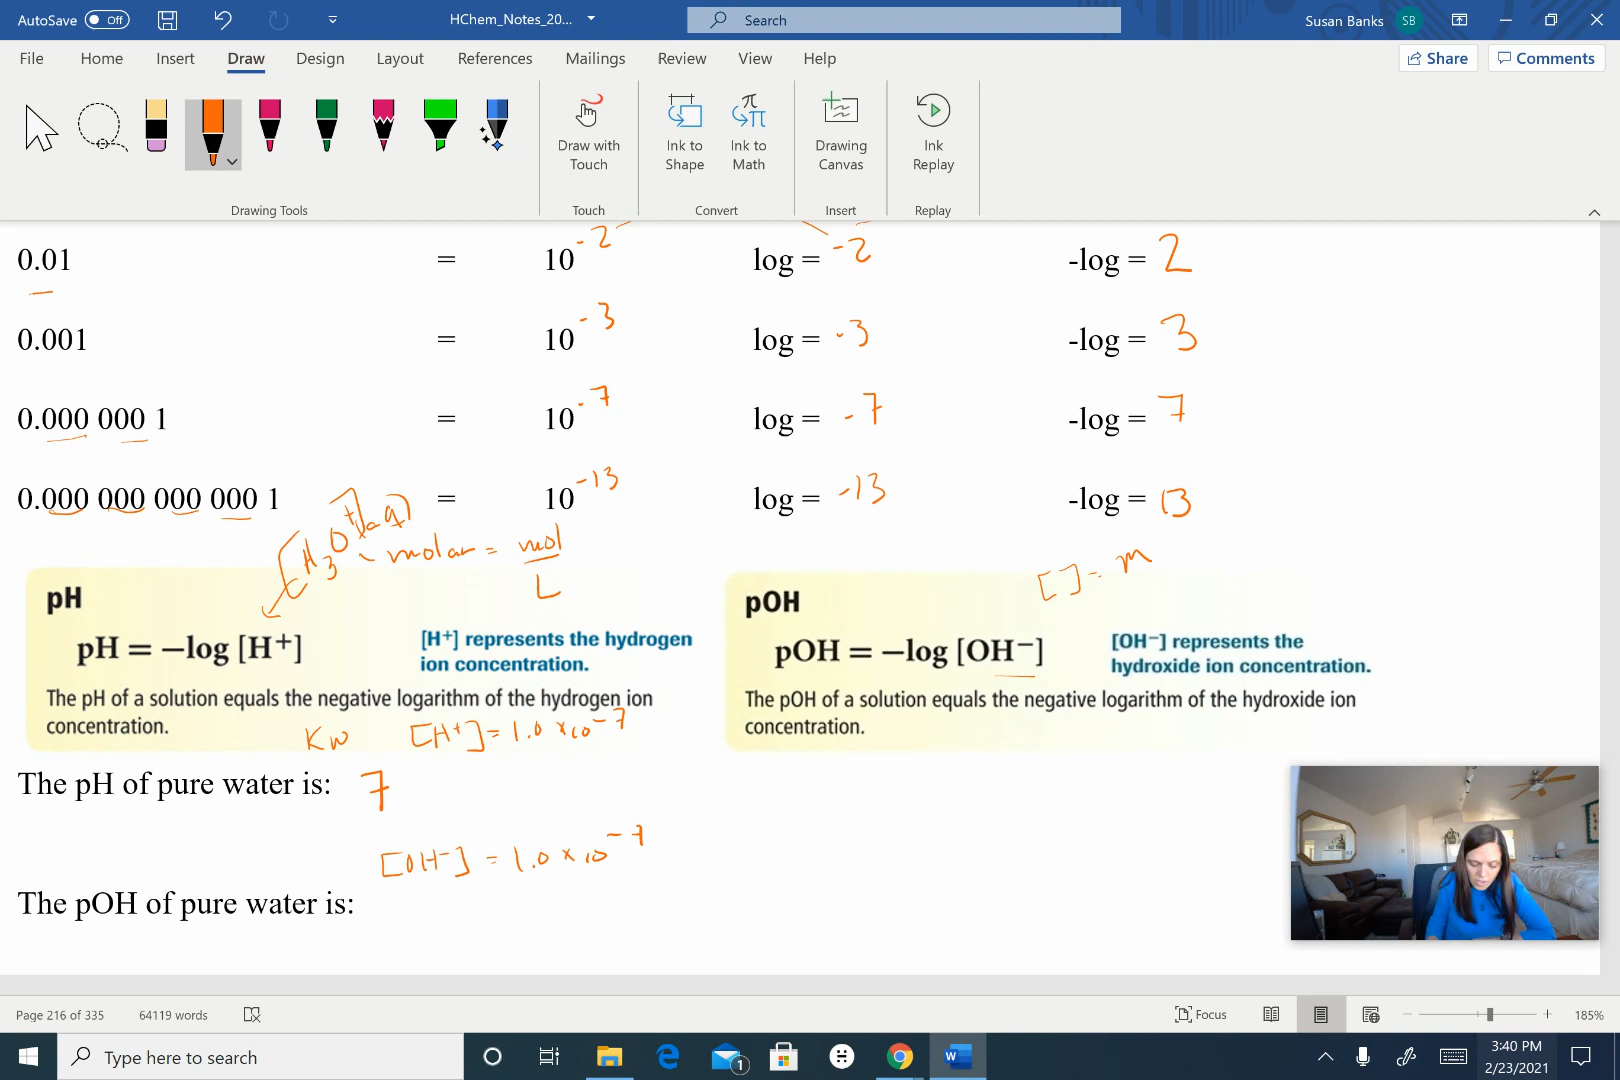 AutoSave Off HChem_Notes_20... Search Susan Banks SB
File Home Insert Draw Design Layout References Mailings Review View Help Share Comments
Draw with Touch Ink to Shape Ink to Math Drawing Canvas Ink Replay
Drawing Tools Touch Convert Insert Replay
0.01 = 10^-2 log = -2 -log = 2
0.001 = 10^-3 log = -3 -log = 3
0.000 000 1 = 10^-7 log = -7 -log = 7
0.000 000 000 000 1 = 10^-13 log = -13 -log = 13
[H3O+(aq)] molar = mol/L
[ ] = m
pH
pH = −log [H+]
[H+] represents the hydrogen
ion concentration.
The pH of a solution equals the negative logarithm of the hydrogen ion
concentration.
Kw [H+] = 1.0 x 10^-7
pOH
pOH = −log [OH−]
[OH−] represents the
hydroxide ion concentration.
The pOH of a solution equals the negative logarithm of the hydroxide ion
concentration.
The pH of pure water is: 7
[OH-] = 1.0 x 10^-7
The pOH of pure water is:
Page 216 of 335 64119 words Focus 185%
Type here to search 1 3:40 PM
2/23/2021